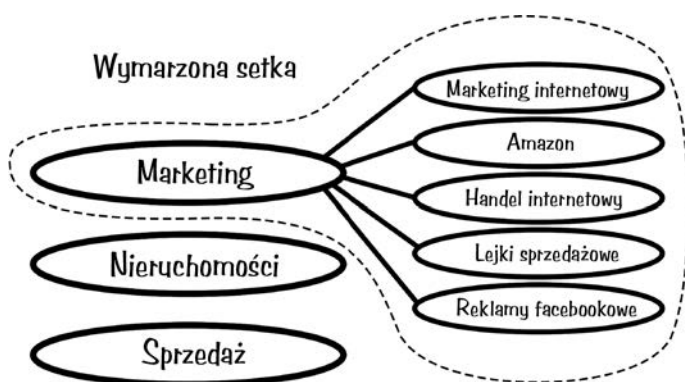 Wymarzona setka
Marketing
Nieruchomości
Sprzedaż
Marketing internetowy
Amazon
Handel internetowy
Lejki sprzedażowe
Reklamy facebookowe